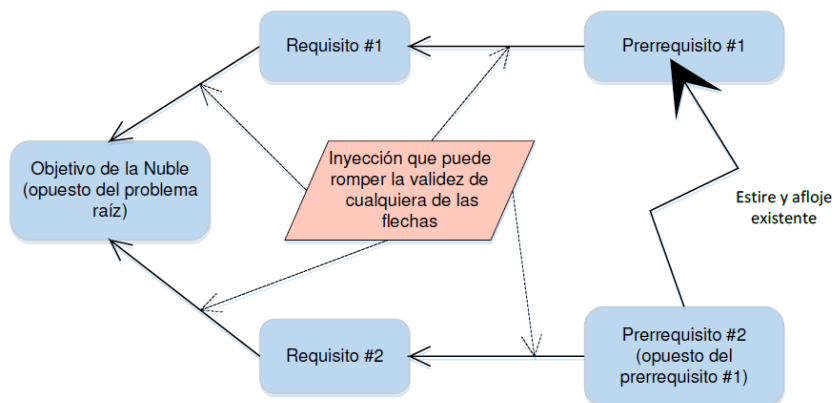 Requisito #1
Prerrequisito #1
Objetivo de la Nuble
(opuesto del problema
raíz)
Inyección que puede
romper la validez de
cualquiera de las
flechas
Estire y afloje
existente
Requisito #2
Prerrequisito #2
(opuesto del
prerrequisito #1)